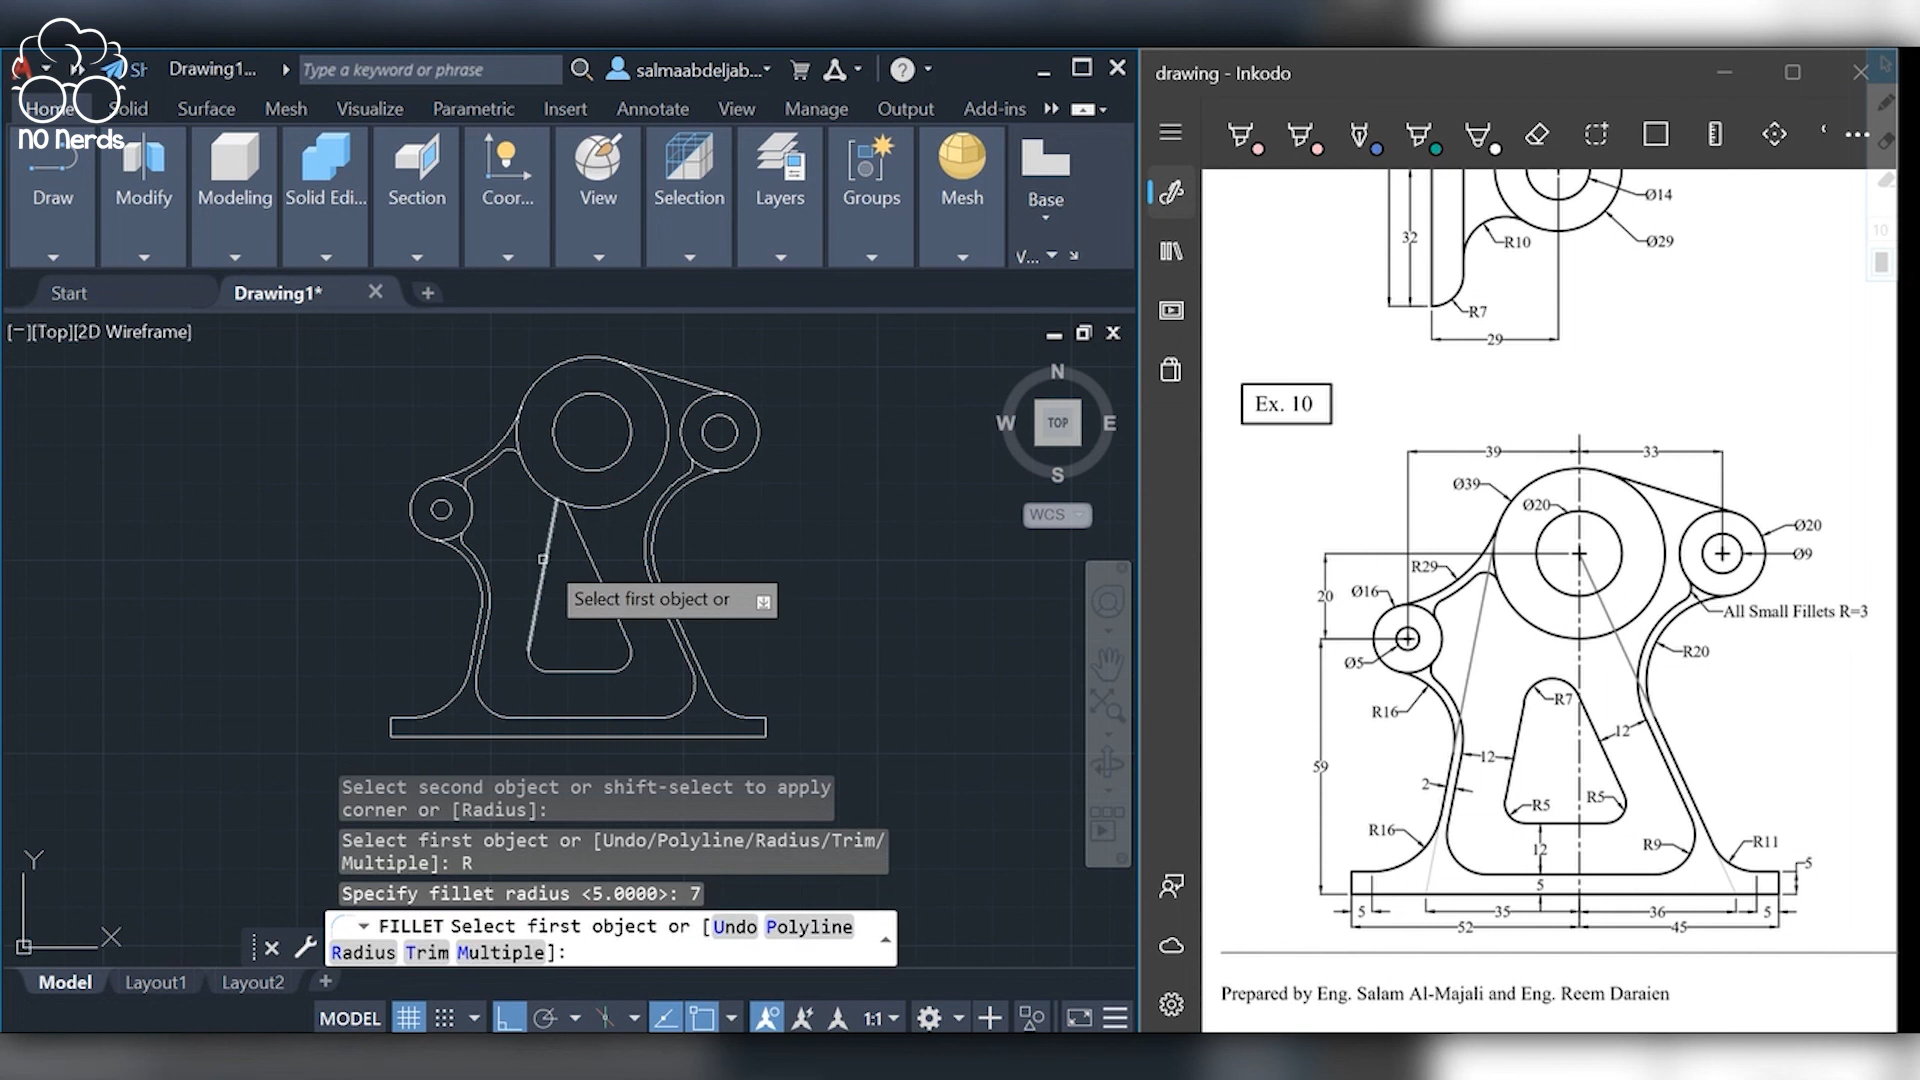 NO Nerds
Drawing1...
Type a keyword or phrase
salmaabdeljab...
Home Solid Surface Mesh Visualize Parametric Insert Annotate View Manage Output Add-ins
Draw Modify Modeling Solid Edi... Section Coor... View Selection Layers Groups Mesh Base
V...
Start Drawing1*
[−][Top][2D Wireframe]
N
W TOP E
S
WCS
Select first object or
Select second object or shift-select to apply
corner or [Radius]:
Select first object or [Undo/Polyline/Radius/Trim/
Multiple]: R
Specify fillet radius <5.0000>: 7
FILLET Select first object or [Undo Polyline
Radius Trim Multiple]:
Y
X
Model Layout1 Layout2
MODEL 1:1
drawing - Inkodo
10
Ø14
32 R10 Ø29
R7
29
Ex. 10
39 33
Ø39
Ø20 Ø20
Ø9
R29
20 Ø16
All Small Fillets R=3
Ø5 R20
R7
R16
12
12
59
2
R5 R5
R16 R9 R11
12
5
5
5 35 36 5
52 45
Prepared by Eng. Salam Al-Majali and Eng. Reem Daraien